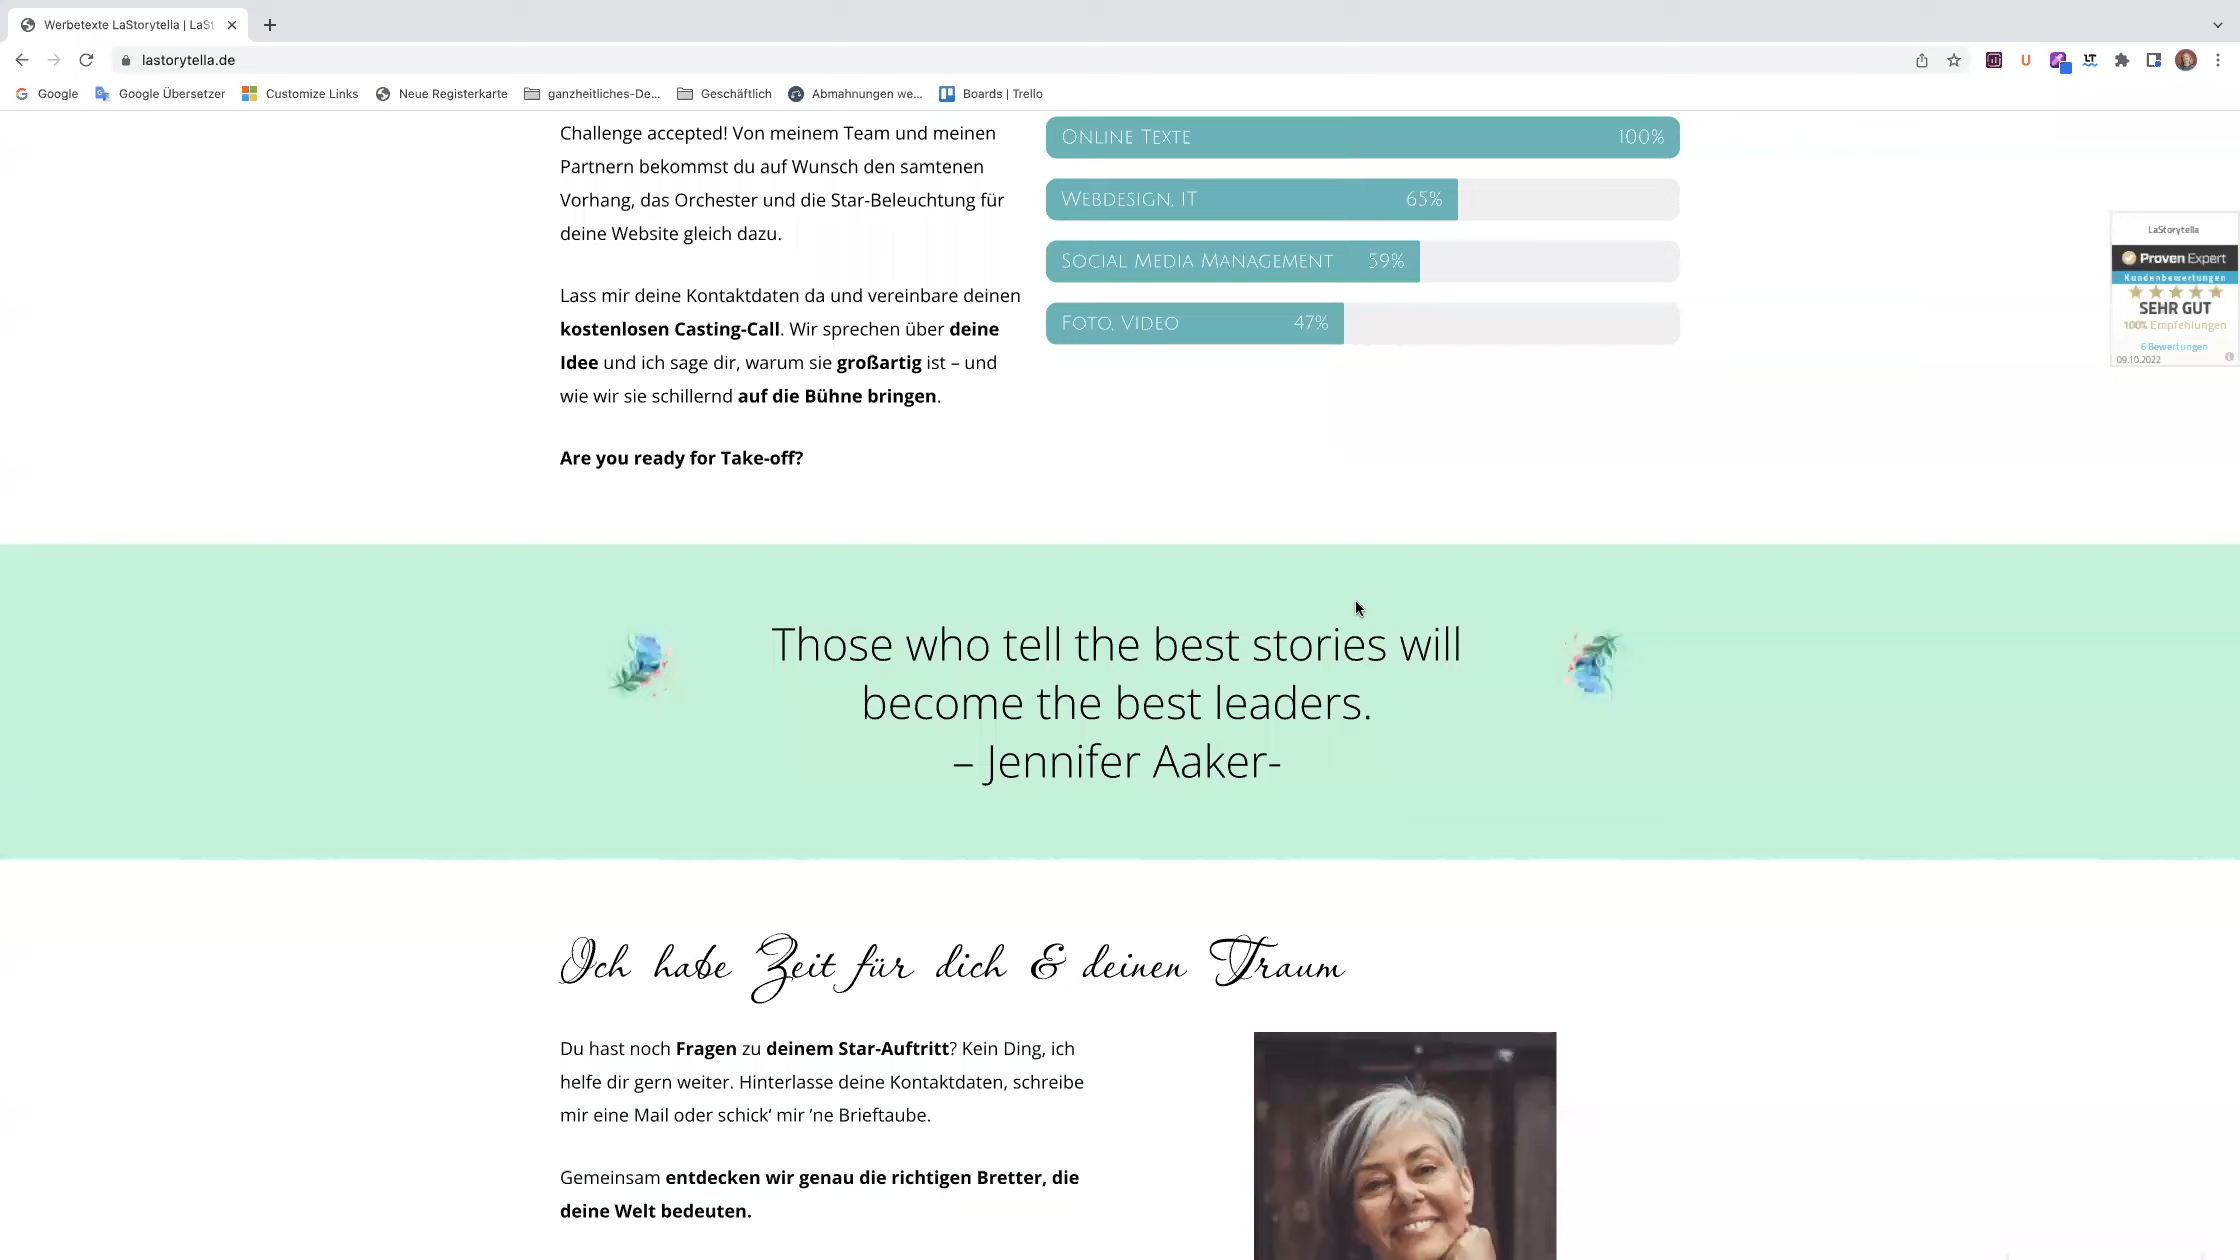 Werbetexte LaStorytella | LaSt
lastorytella.de
Google
Google Übersetzer
Customize Links
Neue Registerkarte
ganzheitliches-De...
Geschäftlich
Abmahnungen we...
Boards | Trello
Challenge accepted! Von meinem Team und meinen
Partnern bekommst du auf Wunsch den samtenen
Vorhang, das Orchester und die Star-Beleuchtung für
deine Website gleich dazu.
Lass mir deine Kontaktdaten da und vereinbare deinen
kostenlosen Casting-Call. Wir sprechen über deine
Idee und ich sage dir, warum sie großartig ist – und
wie wir sie schillernd auf die Bühne bringen.
Are you ready for Take-off?
Online Texte 100%
Webdesign, IT 65%
Social Media Management 59%
Foto, Video 47%
LaStorytella
Proven Expert
Kundenbewertungen
SEHR GUT
100% Empfehlungen
6 Bewertungen
09.10.2022
Those who tell the best stories will
become the best leaders.
– Jennifer Aaker-
Ich habe Zeit für dich & deinen Traum
Du hast noch Fragen zu deinem Star-Auftritt? Kein Ding, ich
helfe dir gern weiter. Hinterlasse deine Kontaktdaten, schreibe
mir eine Mail oder schick‘ mir ’ne Brieftaube.
Gemeinsam entdecken wir genau die richtigen Bretter, die
deine Welt bedeuten.